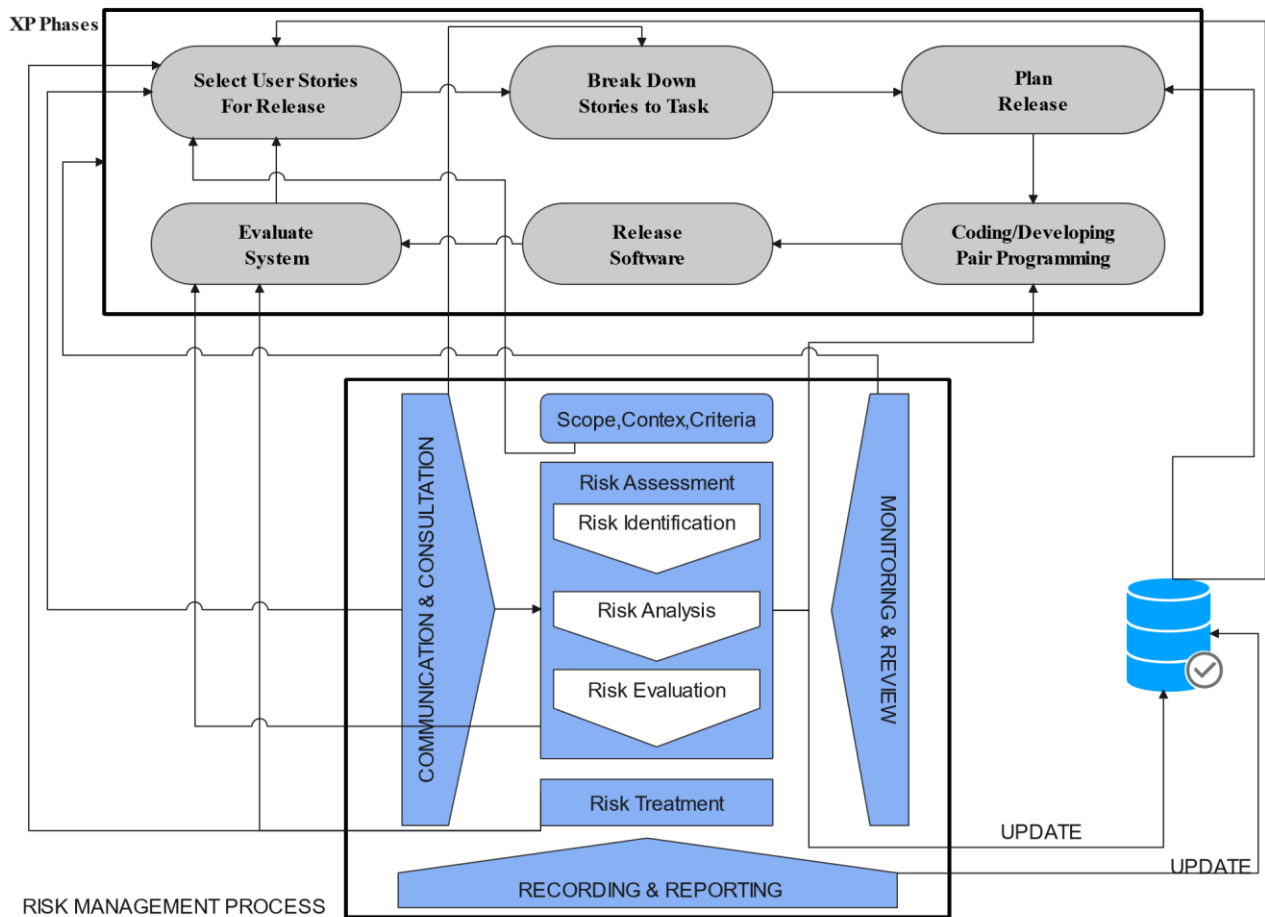 XP Phases
Select User Stories
For Release
Break Down
Stories to Task
Plan
Release
Evaluate
System
Release
Software
Coding/Developing
Pair Programming
COMMUNICATION & CONSULTATION
Scope,Contex,Criteria
Risk Assessment
Risk Identification
Risk Analysis
Risk Evaluation
Risk Treatment
MONITORING & REVIEW
RECORDING & REPORTING
UPDATE
UPDATE
RISK MANAGEMENT PROCESS